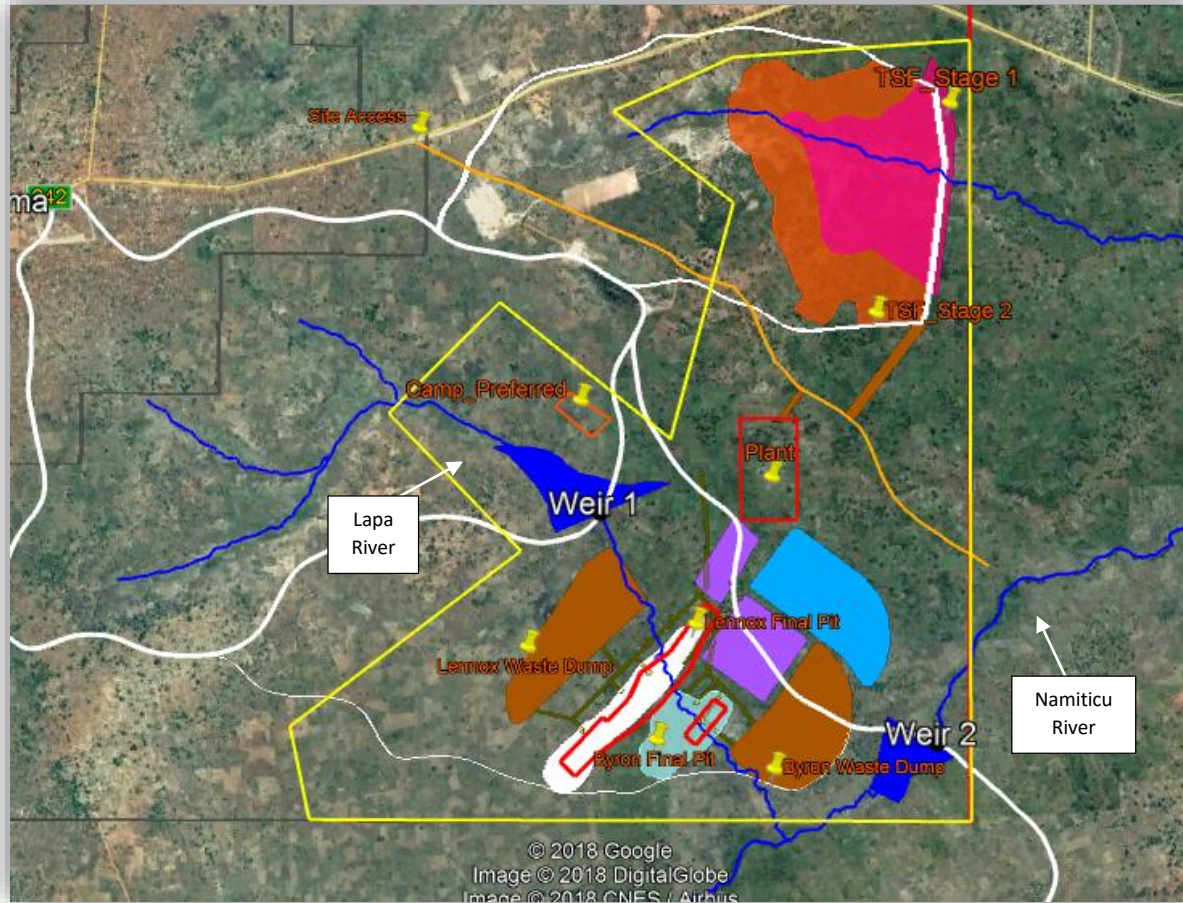 TSF_Stage 1
Site Access
242
ma
TSF_Stage 2
Camp_Preferred
Plant
Weir 1
Lapa
River
Lennox Final Pit
Lennox Waste Dump
Namiticu
River
Weir 2
Byron Final Pit
Byron Waste Dump
© 2018 Google
Image © 2018 DigitalGlobe
Image © 2018 CNES / Airbus